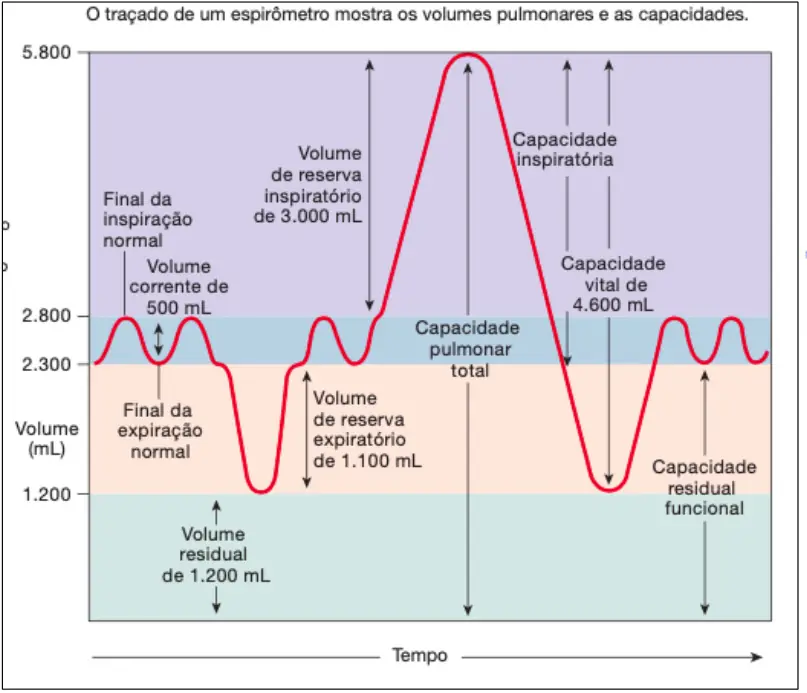 O traçado de um espirômetro mostra os volumes pulmonares e as capacidades.
5.800
Capacidade
inspiratória
Volume
de reserva
inspiratório
de 3.000 mL
Final da
inspiração
normal
Volume
corrente de
500 mL
Capacidade
vital de
4.600 mL
2.800
Capacidade
pulmonar
total
2.300
Volume
de reserva
expiratório
de 1.100 mL
Final da
expiração
normal
Volume
(mL)
Capacidade
residual
funcional
1.200
Volume
residual
de 1.200 mL
Tempo